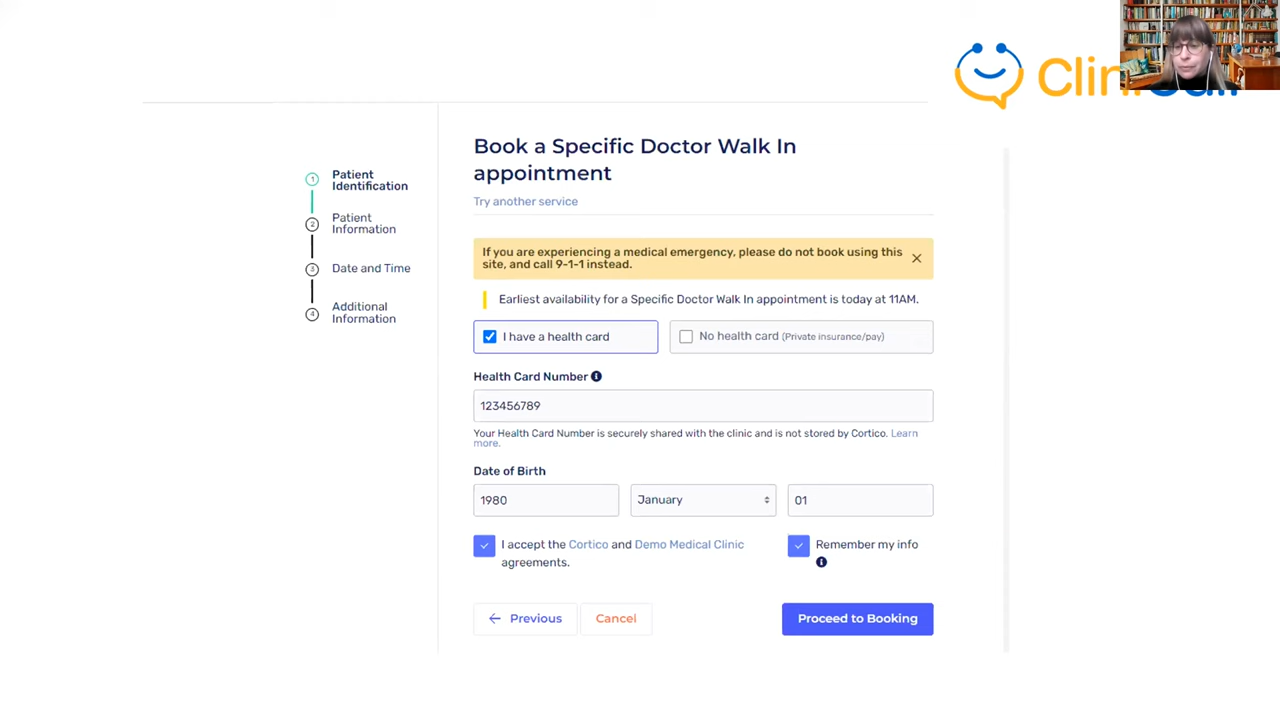 Book a Specific Doctor Walk In
appointment
Try another service
1 Patient
Identification
2 Patient
Information
3 Date and Time
4 Additional
Information
If you are experiencing a medical emergency, please do not book using this
site, and call 9-1-1 instead.
Earliest availability for a Specific Doctor Walk In appointment is today at 11AM.
I have a health card
No health card (Private insurance/pay)
Health Card Number
123456789
Your Health Card Number is securely shared with the clinic and is not stored by Cortico. Learn
more.
Date of Birth
1980 January 01
I accept the Cortico and Demo Medical Clinic
agreements.
Remember my info
Previous
Cancel
Proceed to Booking